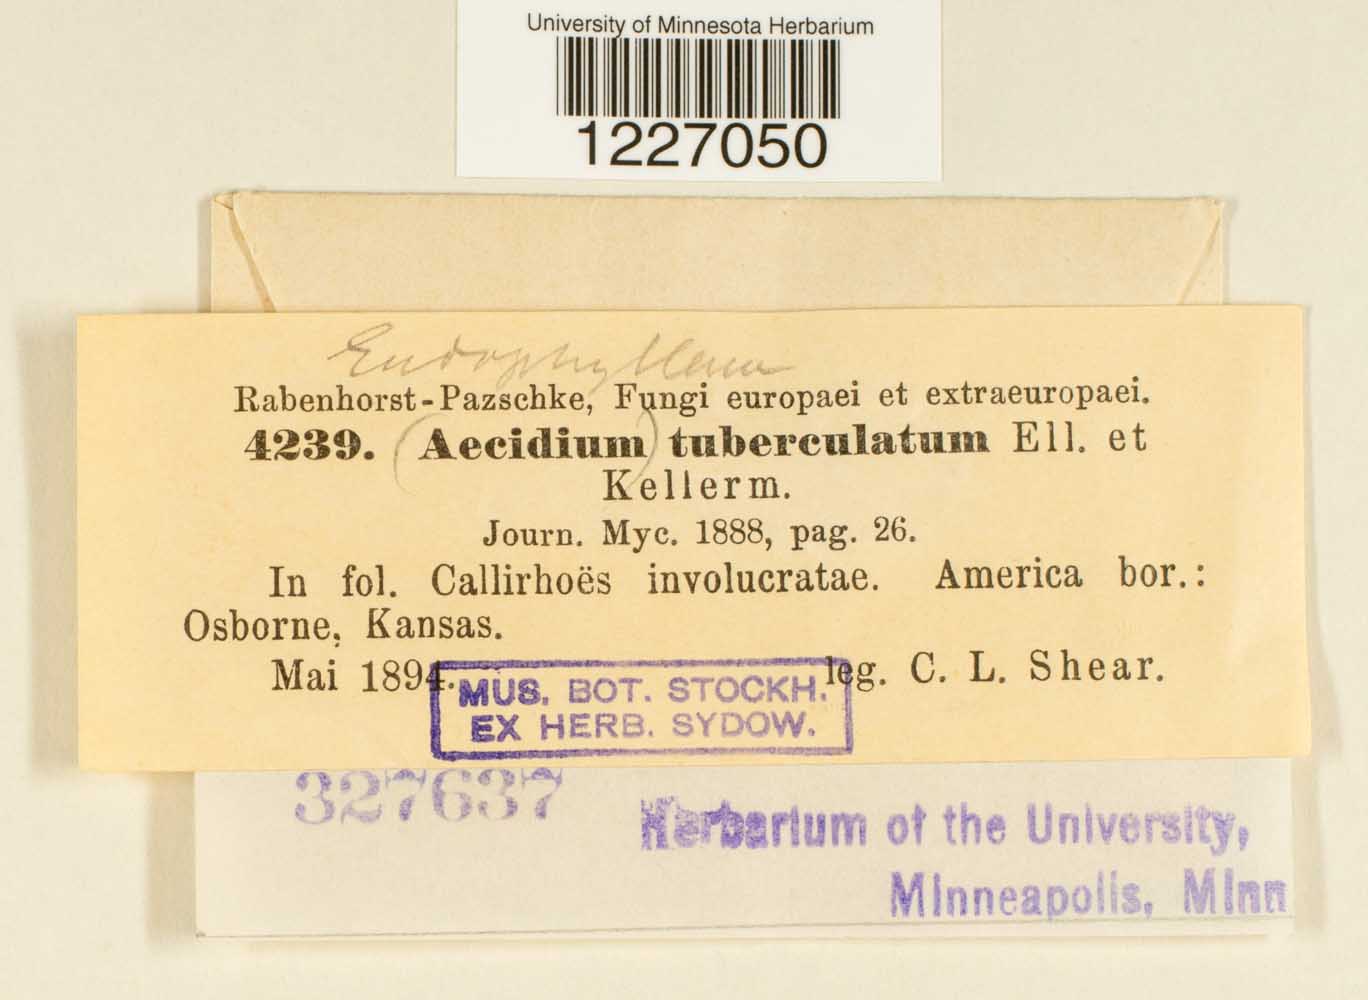 University of Minnesota Herbarium
1227050
Endophyllum
Rabenhorst-Pazschke, Fungi europaei et extraeuropaei.
4239. (Aecidium) tuberculatum Ell. et
Kellerm.
Journ. Myc. 1888, pag. 26.
In fol. Callirhoës involucratae. America bor.:
Osborne, Kansas.
Mai 1894. leg. C. L. Shear.
MUS. BOT. STOCKH.
EX HERB. SYDOW.
327637
Herbarium of the University,
Minneapolis, Minn